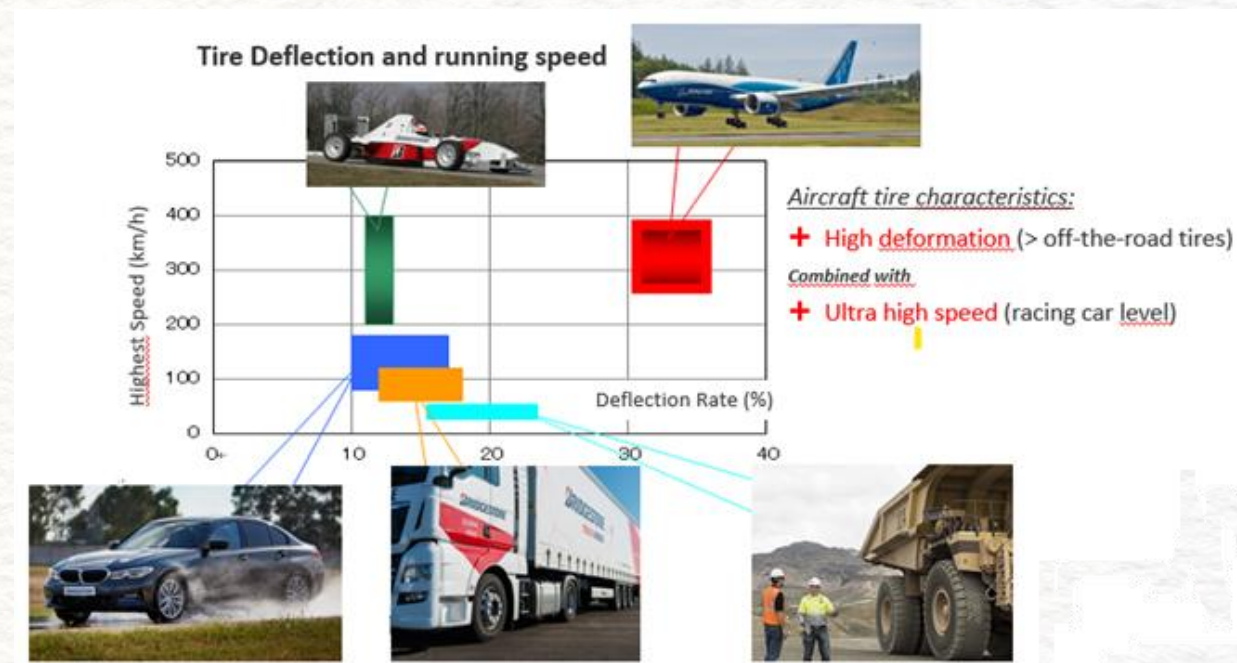 Tire Deflection and running speed
500
400
300
200
100
0
Highest Speed (km/h)
Deflection Rate (%)
0
10
20
30
40
Aircraft tire characteristics:
+ High deformation (> off-the-road tires)
Combined with
+ Ultra high speed (racing car level)
BRIDGESTONE
BRIDGESTONE